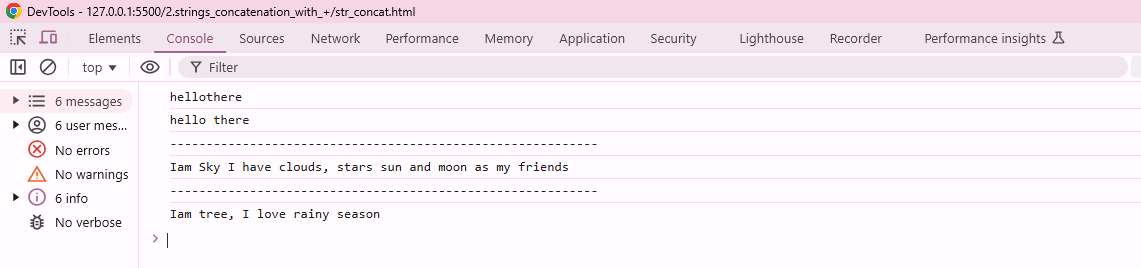 DevTools - 127.0.0.1:5500/2.strings_concatenation_with_+/str_concat.html
Elements Console Sources Network Performance Memory Application Security Lighthouse Recorder Performance insights
top Filter
6 messages
6 user mes...
No errors
No warnings
6 info
No verbose
hellothere
hello there
-----------------------------------------------------------
Iam Sky I have clouds, stars sun and moon as my friends
-----------------------------------------------------------
Iam tree, I love rainy season
>